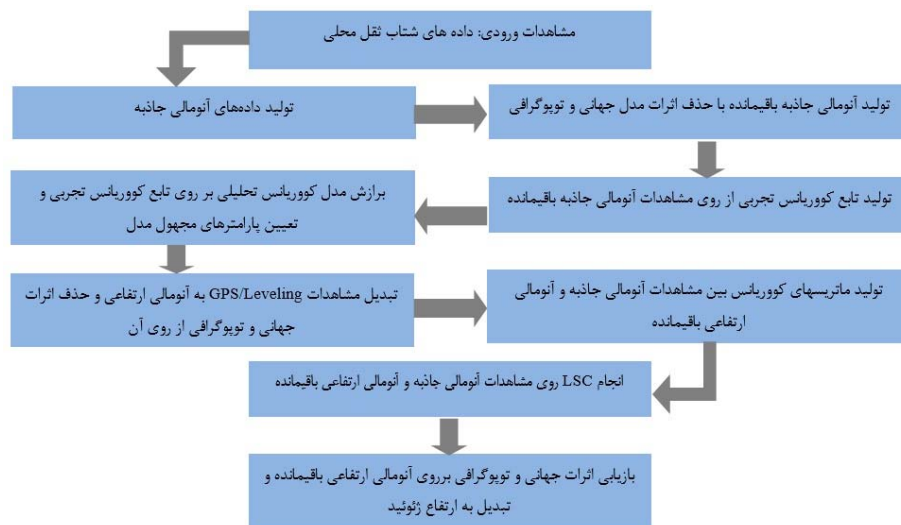 مشاهدات ورودی: داده های شتاب ثقل محلی
تولید داده‌های آنومالی جاذبه
تولید آنومالی جاذبه باقیمانده با حذف اثرات مدل جهانی و توپوگرافی
تولید تابع کوواریانس تجربی از روی مشاهدات آنومالی جاذبه باقیمانده
برازش مدل کوواریانس تحلیلی بر روی تابع کوواریانس تجربی و
تعیین پارامترهای مجهول مدل
تبدیل مشاهدات GPS/Leveling به آنومالی ارتفاعی و حذف اثرات
جهانی و توپوگرافی از روی آن
تولید ماتریسهای کوواریانس بین مشاهدات آنومالی جاذبه و آنومالی
ارتفاعی باقیمانده
انجام LSC روی مشاهدات آنومالی جاذبه و آنومالی ارتفاعی باقیمانده
بازیابی اثرات جهانی و توپوگرافی برروی آنومالی ارتفاعی باقیمانده و
تبدیل به ارتفاع ژئوئید